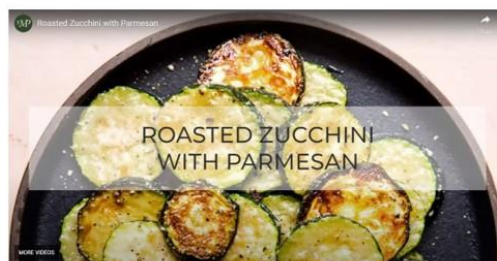 Roasted Zucchini with Parmesan
ROASTED ZUCCHINI
WITH PARMESAN
MORE VIDEOS